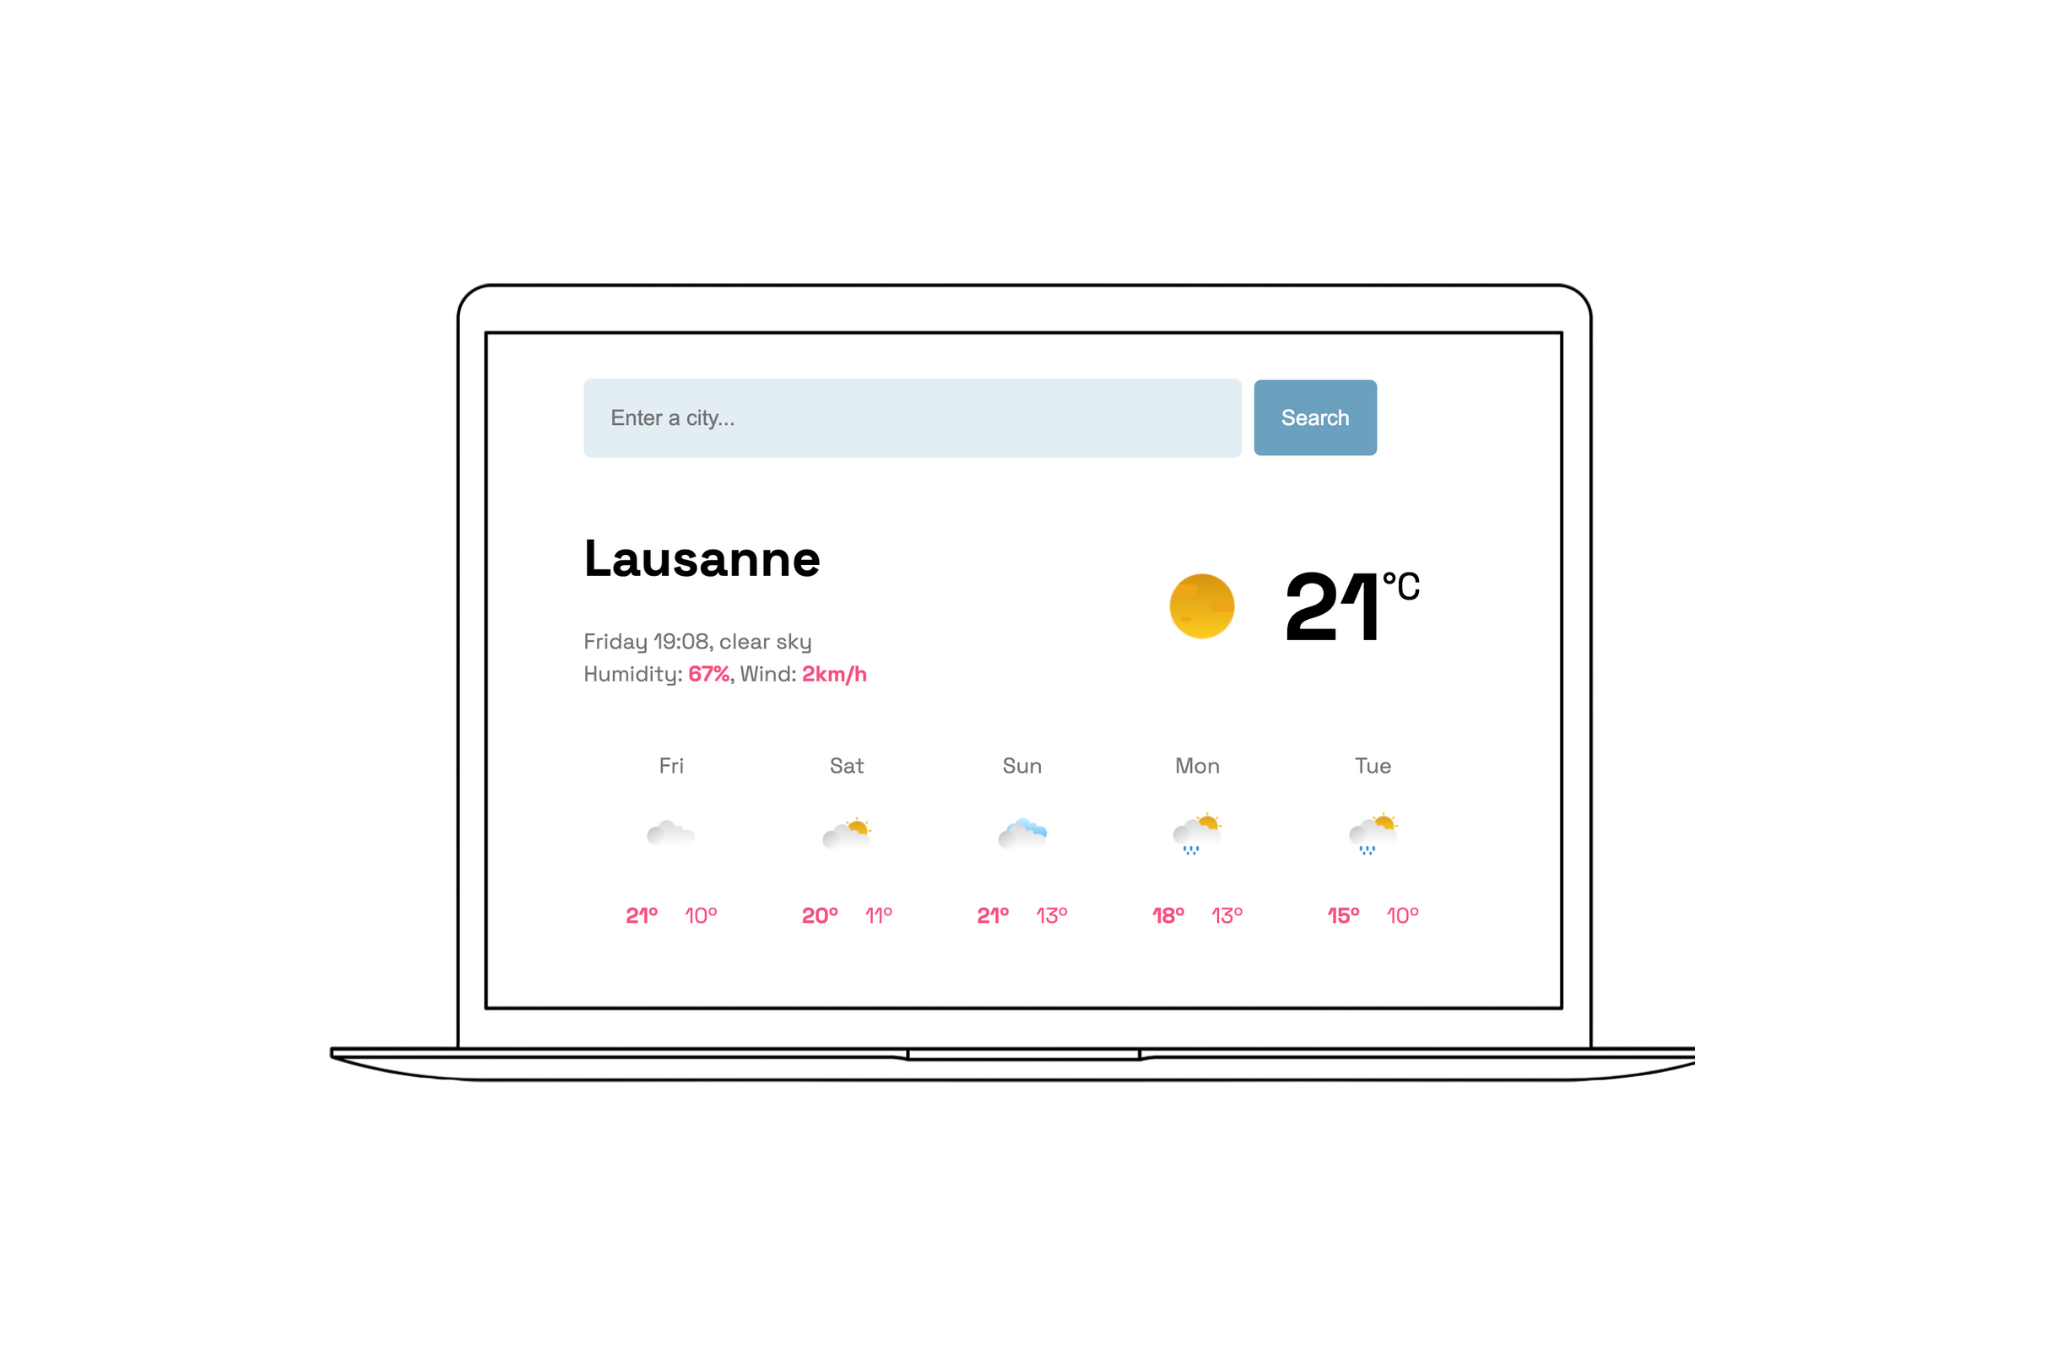 Enter a city...
Search
Lausanne
21°C
Friday 19:08, clear sky
Humidity: 67%, Wind: 2km/h
Fri Sat Sun Mon Tue
21° 10° 20° 11° 21° 13° 18° 13° 15° 10°